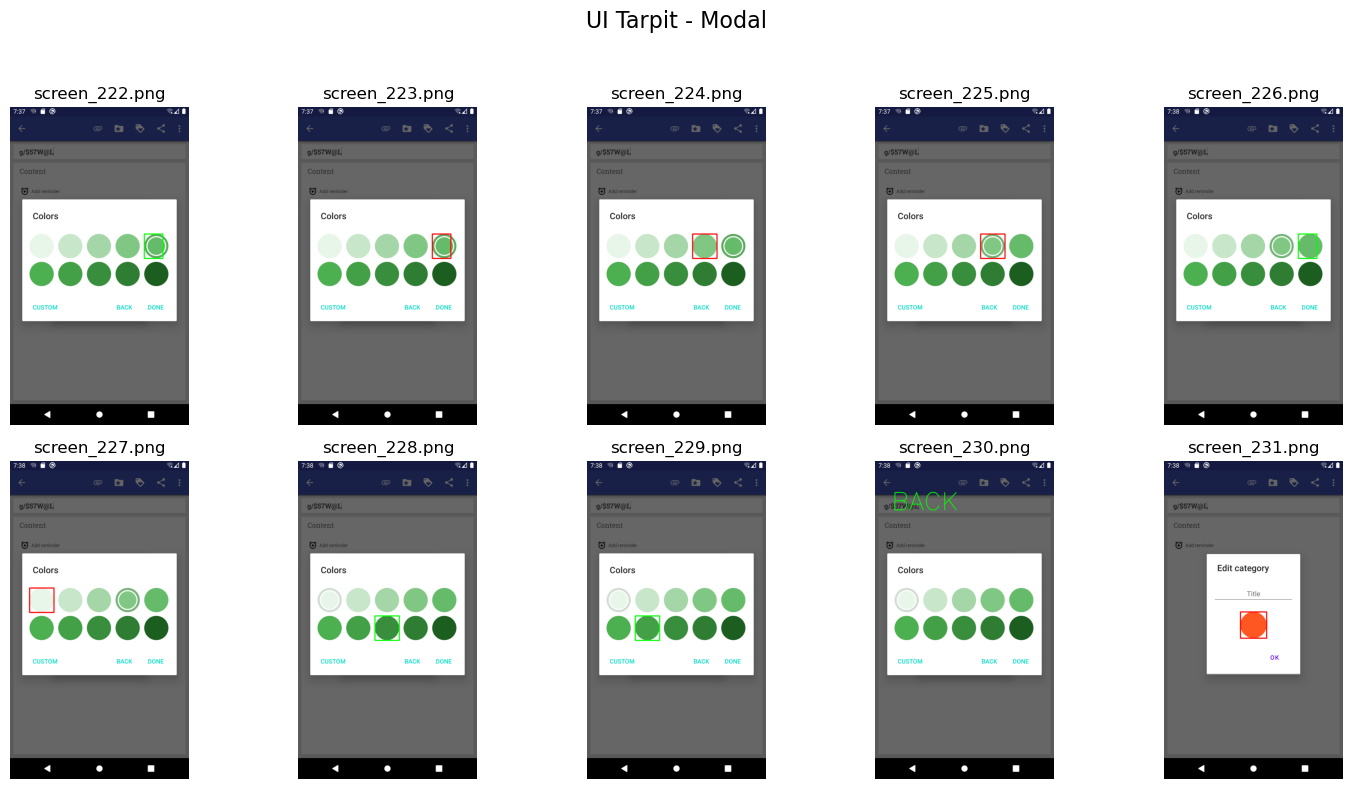 UI Tarpit - Modal
screen_222.png
screen_223.png
screen_224.png
screen_225.png
screen_226.png
7:37
7:37
7:37
7:37
7:38
g/$57W@L
g/$57W@L
g/$57W@L
g/$57W@L
g/$57W@L
Content
Content
Content
Content
Content
Add reminder
Add reminder
Add reminder
Add reminder
Add reminder
Colors
Colors
Colors
Colors
Colors
CUSTOM BACK DONE
CUSTOM BACK DONE
CUSTOM BACK DONE
CUSTOM BACK DONE
CUSTOM BACK DONE
screen_227.png
screen_228.png
screen_229.png
screen_230.png
screen_231.png
7:38
7:38
7:38
7:38
7:38
BACK
g/$57W@L
g/$57W@L
g/$57W@L
g/$57W@L
g/$57W@L
Content
Content
Content
Content
Content
Add reminder
Add reminder
Add reminder
Add reminder
Add reminder
Colors
Colors
Colors
Colors
Edit category
Title
OK
CUSTOM BACK DONE
CUSTOM BACK DONE
CUSTOM BACK DONE
CUSTOM BACK DONE